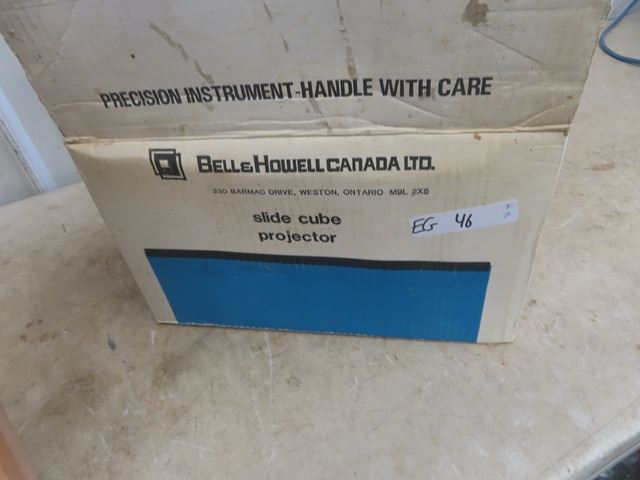 PRECISION INSTRUMENT-HANDLE WITH CARE
BELL & HOWELL CANADA LTD.
230 BARMAC DRIVE, WESTON, ONTARIO M9L 2X6
slide cube
projector
EG 46